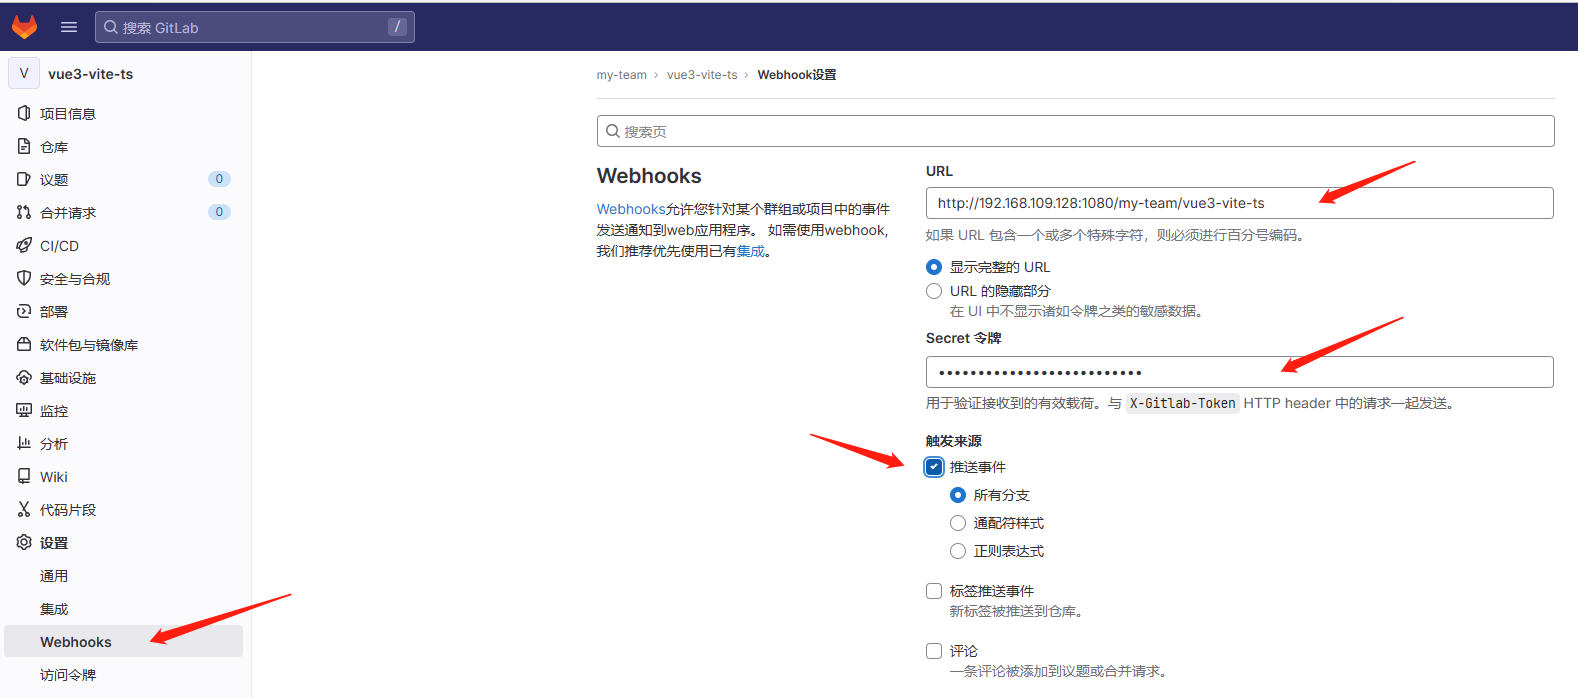 搜索 GitLab
/
V
vue3-vite-ts
项目信息
仓库
议题
0
合并请求
0
CI/CD
安全与合规
部署
软件包与镜像库
基础设施
监控
分析
Wiki
代码片段
设置
通用
集成
Webhooks
访问令牌
my-team › vue3-vite-ts › Webhook设置
搜索页
Webhooks
Webhooks允许您针对某个群组或项目中的事件
发送通知到web应用程序。 如需使用webhook,
我们推荐优先使用已有集成。
URL
http://192.168.109.128:1080/my-team/vue3-vite-ts
如果 URL 包含一个或多个特殊字符，则必须进行百分号编码。
显示完整的 URL
URL 的隐藏部分
在 UI 中不显示诸如令牌之类的敏感数据。
Secret 令牌
••••••••••••••••••••••••••
用于验证接收到的有效载荷。与 X-Gitlab-Token HTTP header 中的请求一起发送。
触发来源
推送事件
所有分支
通配符样式
正则表达式
标签推送事件
新标签被推送到仓库。
评论
一条评论被添加到议题或合并请求。